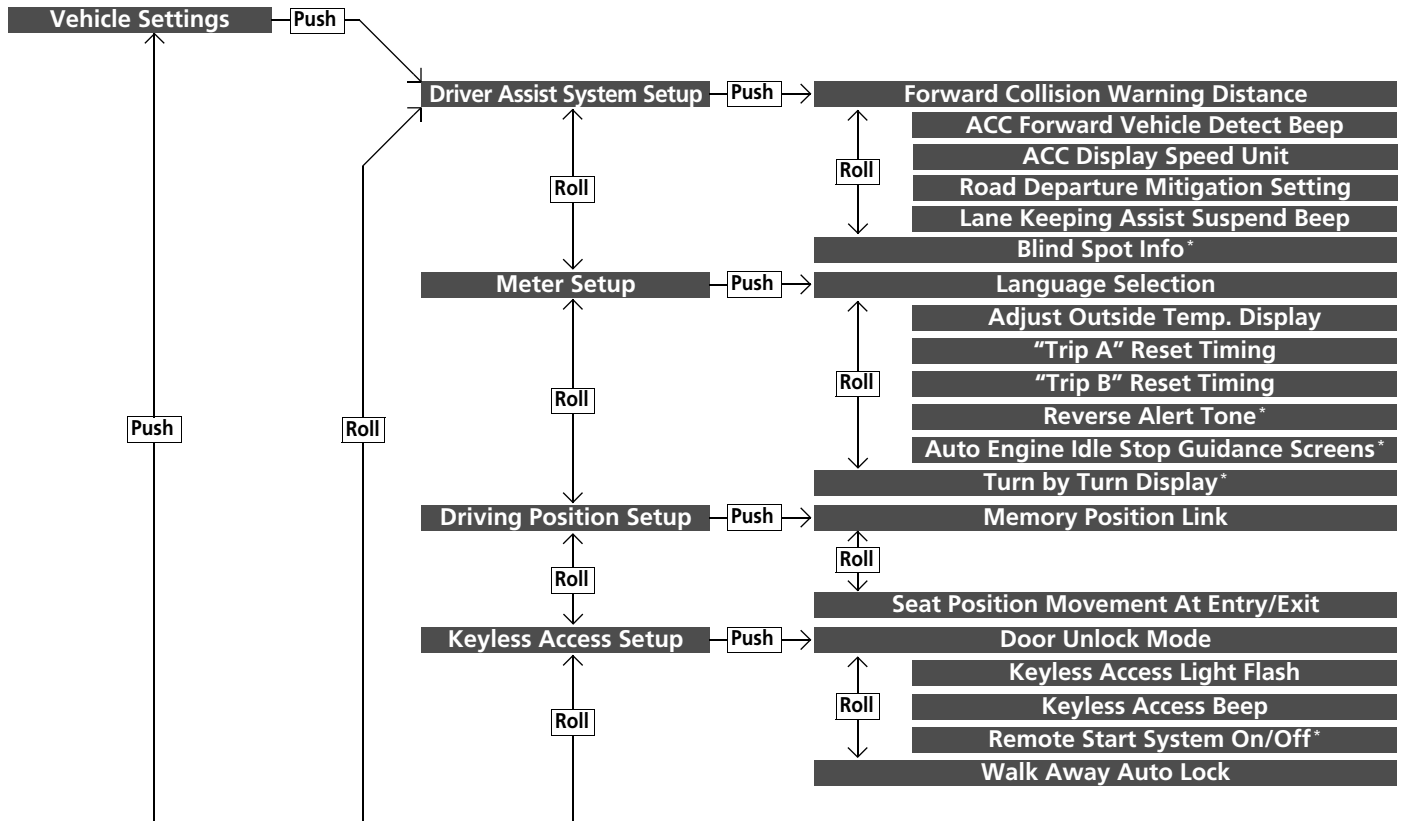 Vehicle Settings Push
Driver Assist System Setup Push Forward Collision Warning Distance
ACC Forward Vehicle Detect Beep
ACC Display Speed Unit
Roll Roll
Road Departure Mitigation Setting
Lane Keeping Assist Suspend Beep
Blind Spot Info*
Meter Setup Push Language Selection
Adjust Outside Temp. Display
“Trip A” Reset Timing
“Trip B” Reset Timing
Roll Roll
Reverse Alert Tone*
Push Roll
Auto Engine Idle Stop Guidance Screens*
Turn by Turn Display*
Driving Position Setup Push Memory Position Link
Roll Roll
Seat Position Movement At Entry/Exit
Keyless Access Setup Push Door Unlock Mode
Keyless Access Light Flash
Roll Roll
Keyless Access Beep
Remote Start System On/Off*
Walk Away Auto Lock